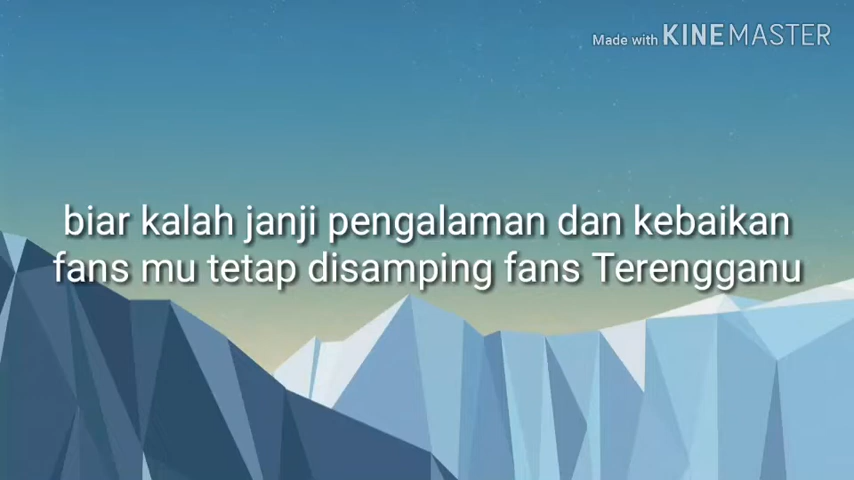 Made with KINEMASTER
biar kalah janji pengalaman dan kebaikan
fans mu tetap disamping fans Terengganu